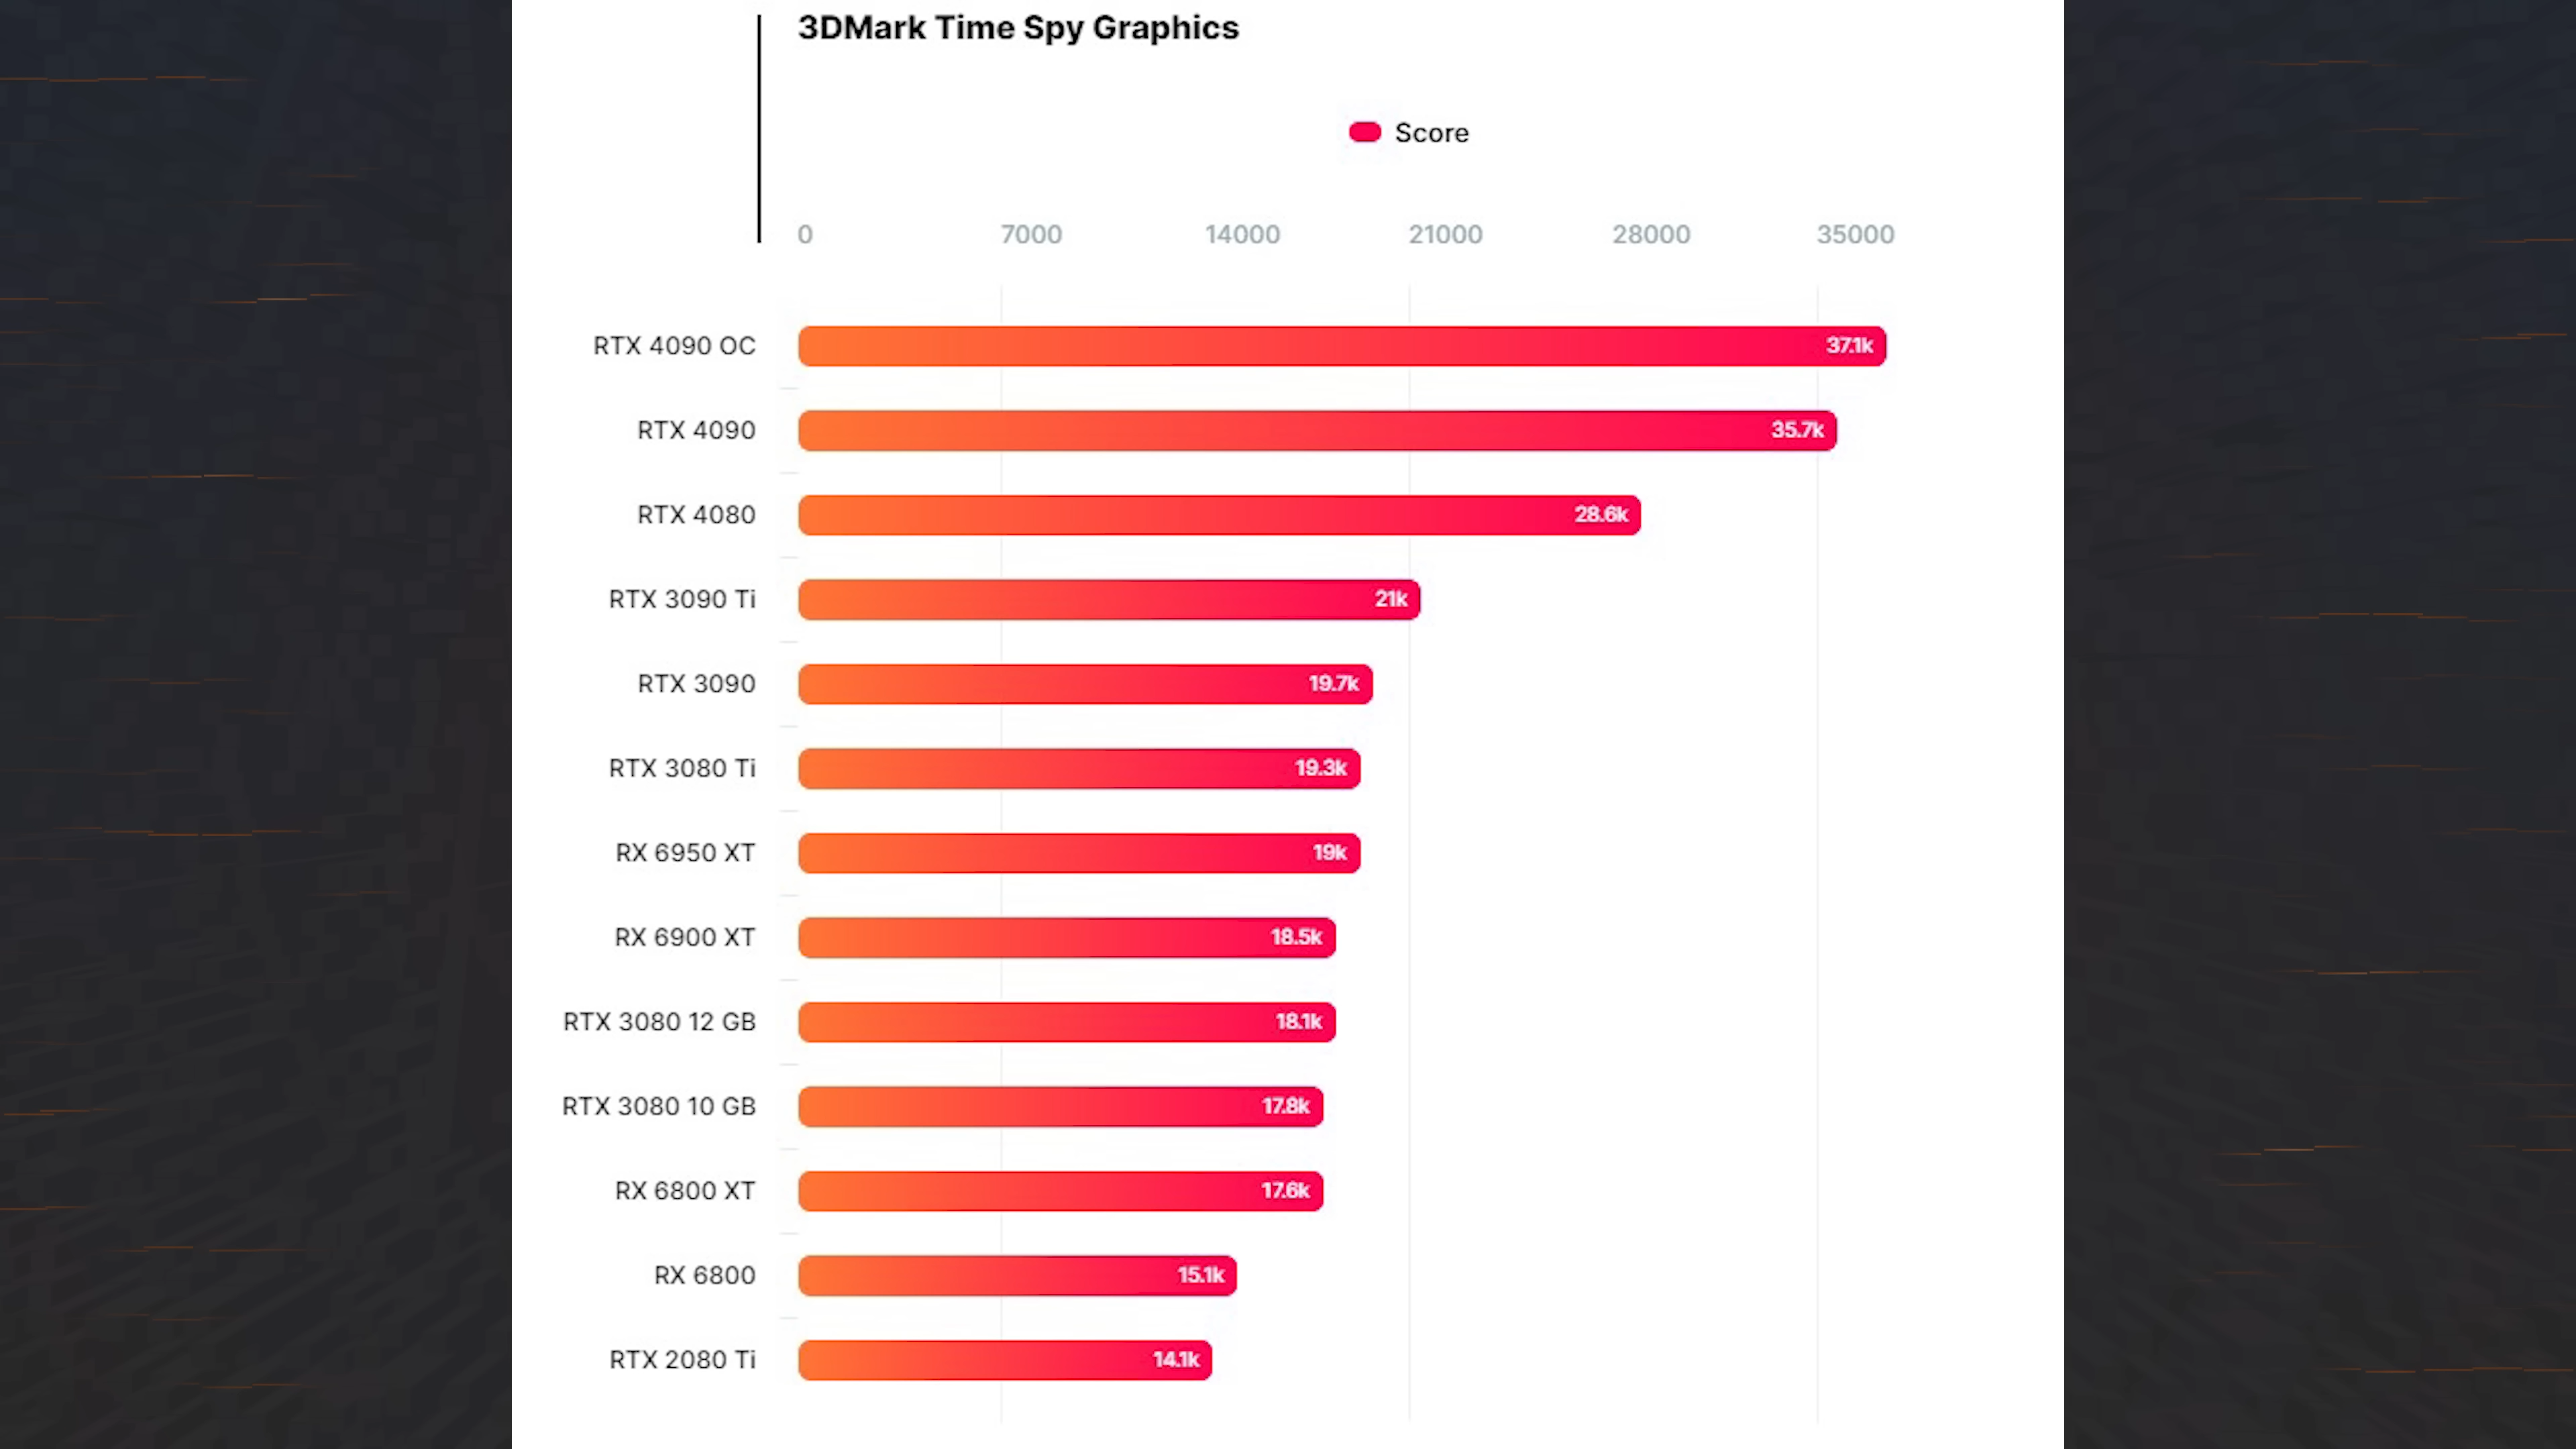 3DMark Time Spy Graphics
Score
0 7000 14000 21000 28000 35000
RTX 4090 OC 37.1k
RTX 4090 35.7k
RTX 4080 28.6k
RTX 3090 Ti 21k
RTX 3090 19.7k
RTX 3080 Ti 19.3k
RX 6950 XT 19k
RX 6900 XT 18.5k
RTX 3080 12 GB 18.1k
RTX 3080 10 GB 17.8k
RX 6800 XT 17.6k
RX 6800 15.1k
RTX 2080 Ti 14.1k